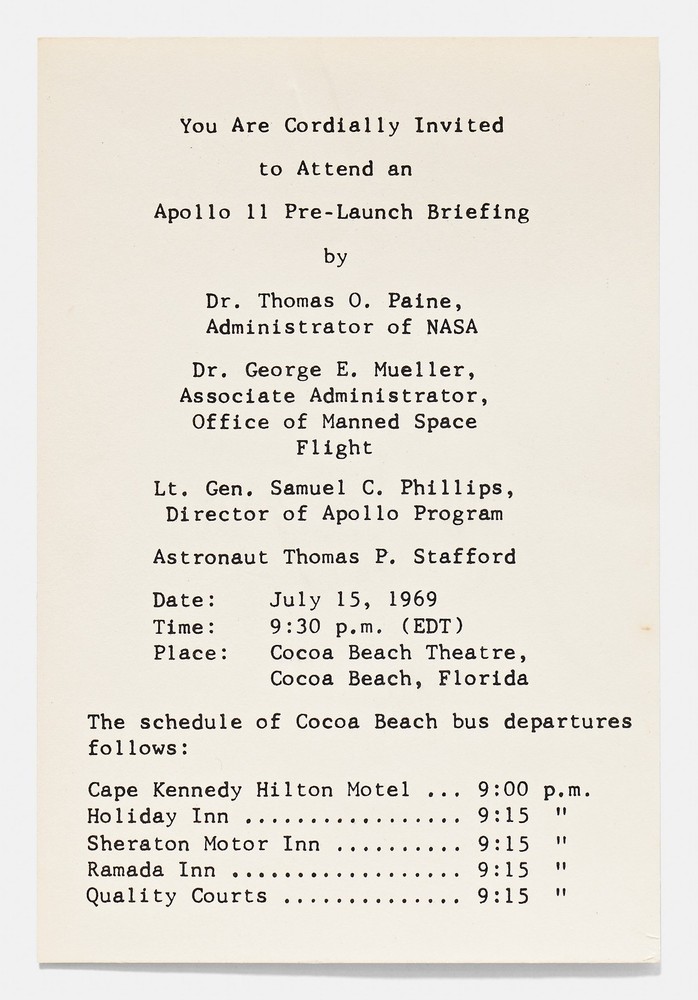 You Are Cordially Invited
to Attend an
Apollo 11 Pre-Launch Briefing
by
Dr. Thomas O. Paine,
Administrator of NASA
Dr. George E. Mueller,
Associate Administrator,
Office of Manned Space
Flight
Lt. Gen. Samuel C. Phillips,
Director of Apollo Program
Astronaut Thomas P. Stafford
Date: July 15, 1969
Time: 9:30 p.m. (EDT)
Place: Cocoa Beach Theatre,
Cocoa Beach, Florida
The schedule of Cocoa Beach bus departures
follows:
Cape Kennedy Hilton Motel ... 9:00 p.m.
Holiday Inn ................. 9:15 "
Sheraton Motor Inn .......... 9:15 "
Ramada Inn .................. 9:15 "
Quality Courts .............. 9:15 "